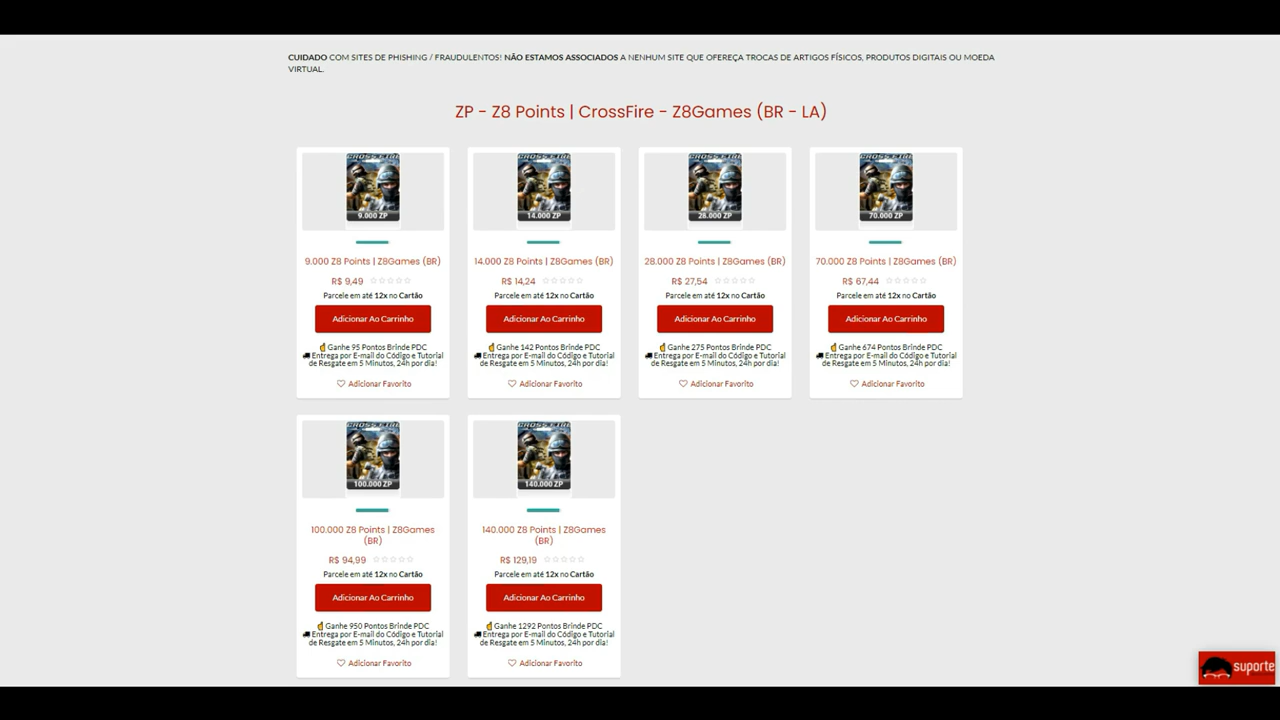 CUIDADO COM SITES DE PHISHING / FRAUDULENTOS! NÃO ESTAMOS ASSOCIADOS A NENHUM SITE QUE OFEREÇA TROCAS DE ARTIGOS FÍSICOS, PRODUTOS DIGITAIS OU MOEDA
VIRTUAL.
ZP - Z8 Points | CrossFire - Z8Games (BR - LA)
CROSS FIRE
9.000 ZP
9.000 Z8 Points | Z8Games (BR)
R$ 9,49
Parcele em até 12x no Cartão
Adicionar Ao Carrinho
Ganhe 95 Pontos Brinde PDC
Entrega por E-mail do Código e Tutorial
de Resgate em 5 Minutos, 24h por dia!
Adicionar Favorito
CROSS FIRE
14.000 ZP
14.000 Z8 Points | Z8Games (BR)
R$ 14,24
Parcele em até 12x no Cartão
Adicionar Ao Carrinho
Ganhe 142 Pontos Brinde PDC
Entrega por E-mail do Código e Tutorial
de Resgate em 5 Minutos, 24h por dia!
Adicionar Favorito
CROSS FIRE
28.000 ZP
28.000 Z8 Points | Z8Games (BR)
R$ 27,54
Parcele em até 12x no Cartão
Adicionar Ao Carrinho
Ganhe 275 Pontos Brinde PDC
Entrega por E-mail do Código e Tutorial
de Resgate em 5 Minutos, 24h por dia!
Adicionar Favorito
CROSS FIRE
70.000 ZP
70.000 Z8 Points | Z8Games (BR)
R$ 67,44
Parcele em até 12x no Cartão
Adicionar Ao Carrinho
Ganhe 674 Pontos Brinde PDC
Entrega por E-mail do Código e Tutorial
de Resgate em 5 Minutos, 24h por dia!
Adicionar Favorito
CROSS FIRE
100.000 ZP
100.000 Z8 Points | Z8Games
(BR)
R$ 94,99
Parcele em até 12x no Cartão
Adicionar Ao Carrinho
Ganhe 950 Pontos Brinde PDC
Entrega por E-mail do Código e Tutorial
de Resgate em 5 Minutos, 24h por dia!
Adicionar Favorito
CROSS FIRE
140.000 ZP
140.000 Z8 Points | Z8Games
(BR)
R$ 129,19
Parcele em até 12x no Cartão
Adicionar Ao Carrinho
Ganhe 1292 Pontos Brinde PDC
Entrega por E-mail do Código e Tutorial
de Resgate em 5 Minutos, 24h por dia!
Adicionar Favorito
suporte